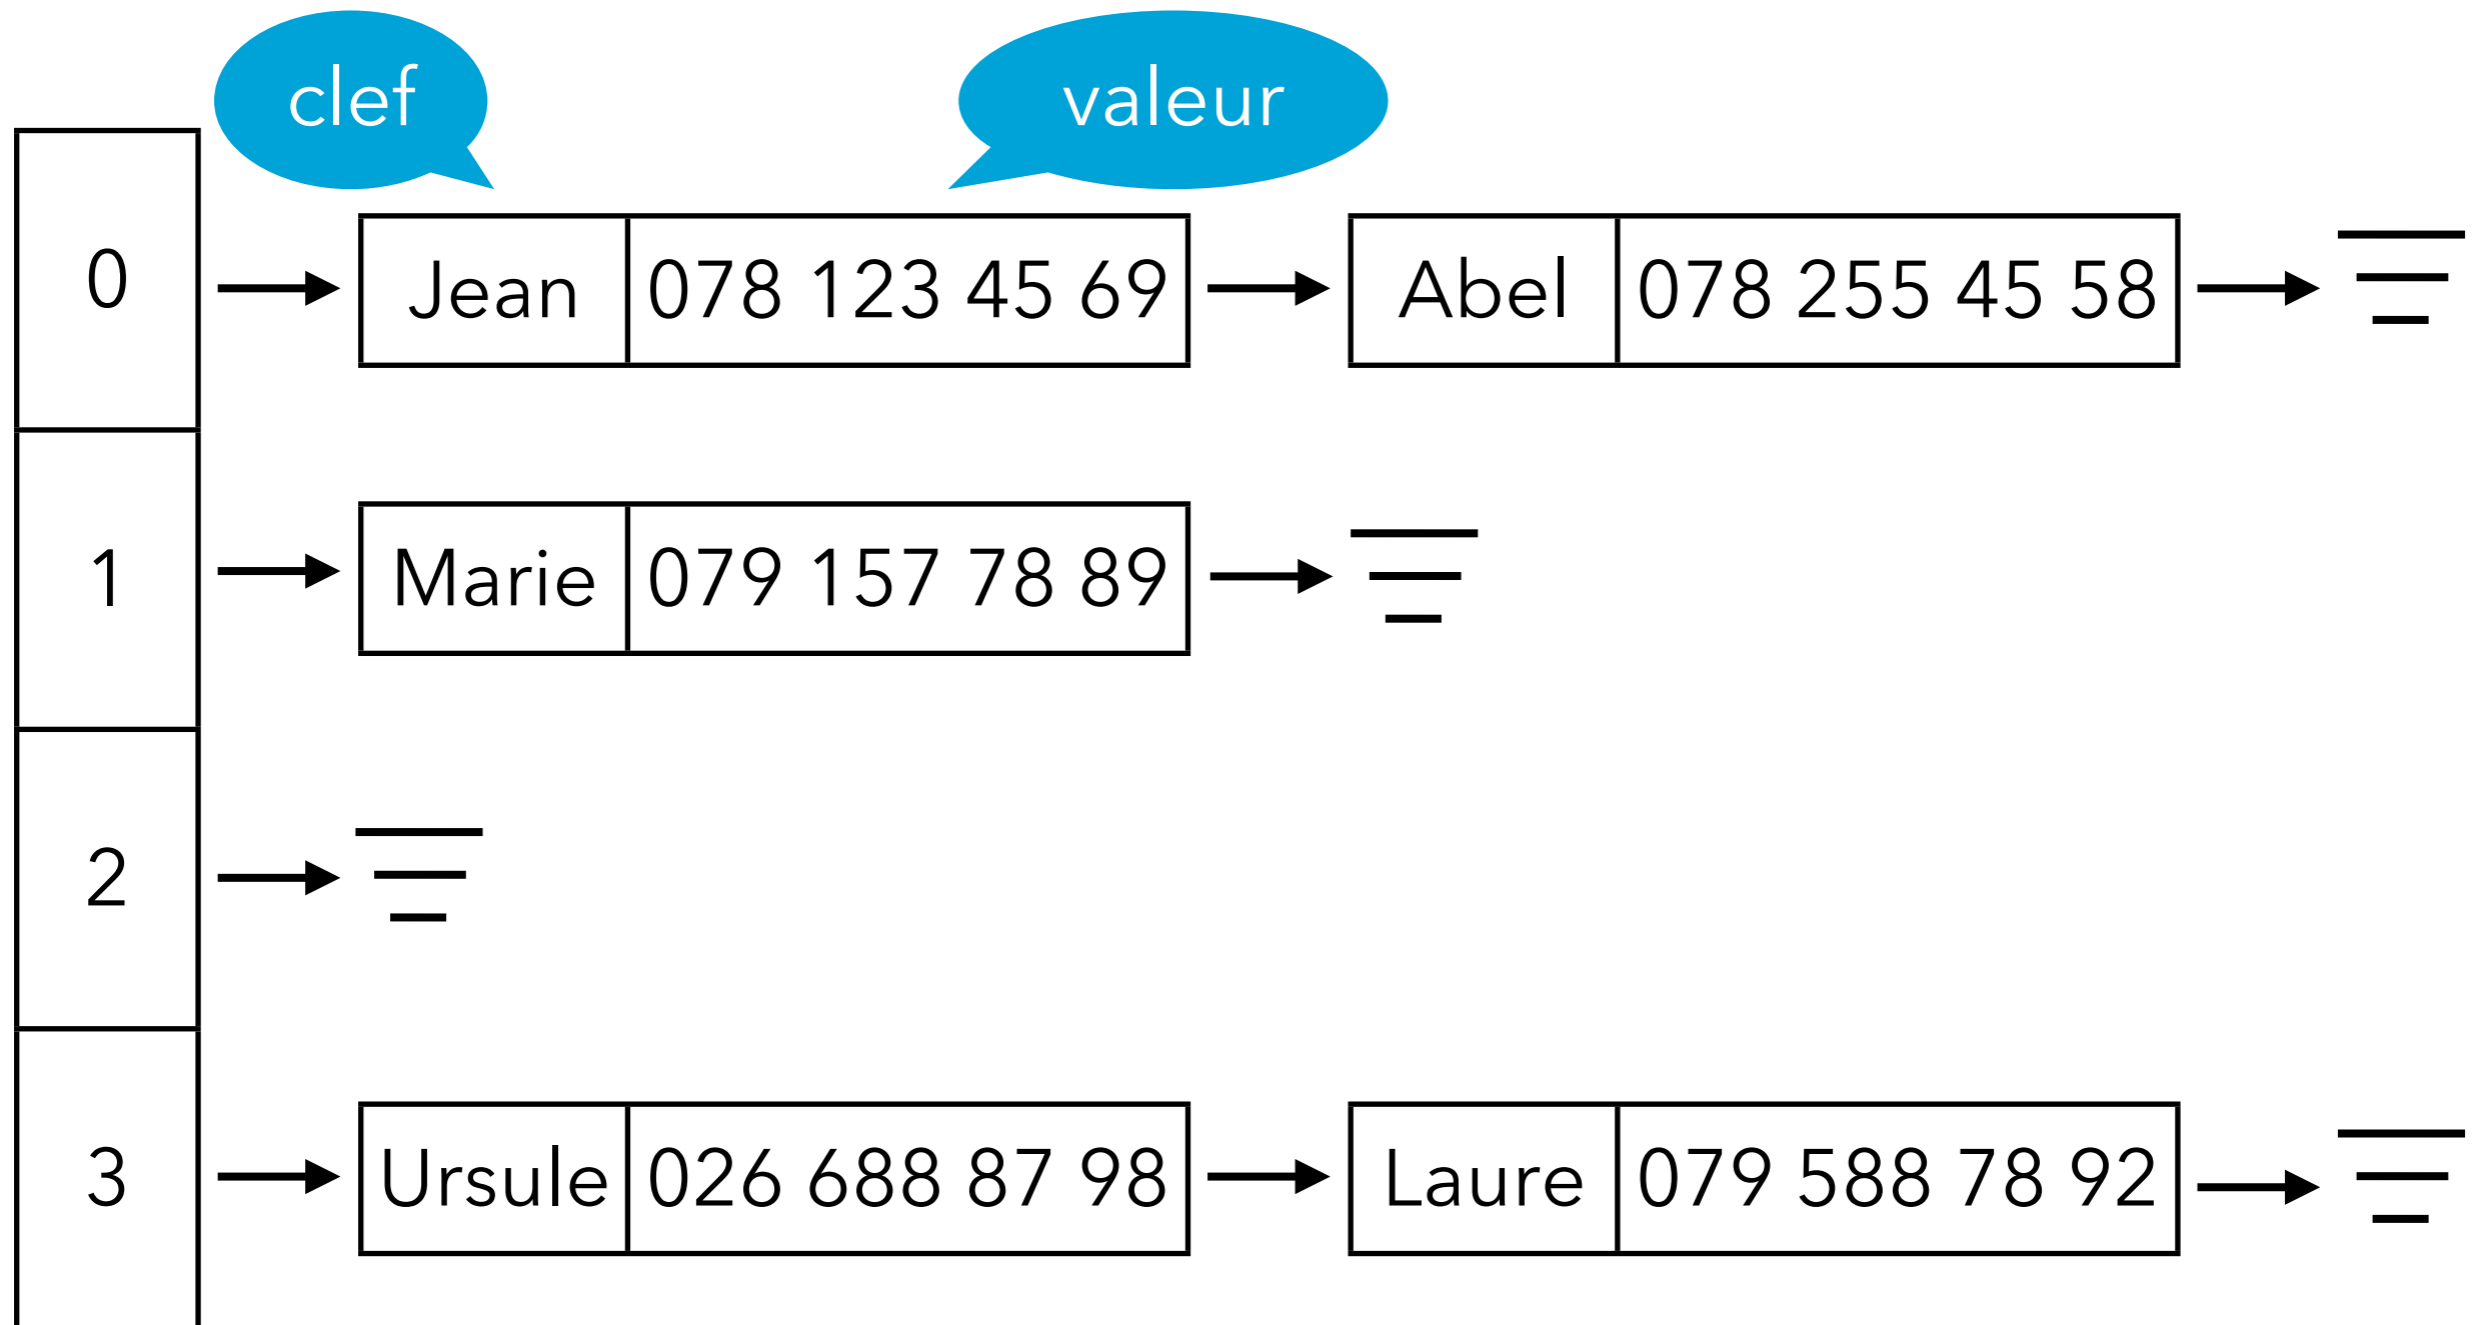 clef
valeur
0 Jean 078 123 45 69 Abel 078 255 45 58
1 Marie 079 157 78 89
2
3 Ursule 026 688 87 98 Laure 079 588 78 92